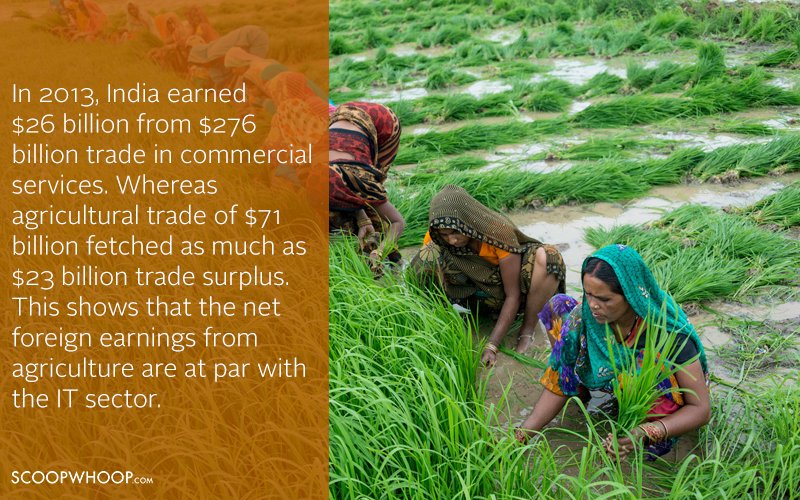 In 2013, India earned
$26 billion from $276
billion trade in commercial
services. Whereas
agricultural trade of $71
billion fetched as much as
$23 billion trade surplus.
This shows that the net
foreign earnings from
agriculture are at par with
the IT sector.
SCOOPWHOOP.COM